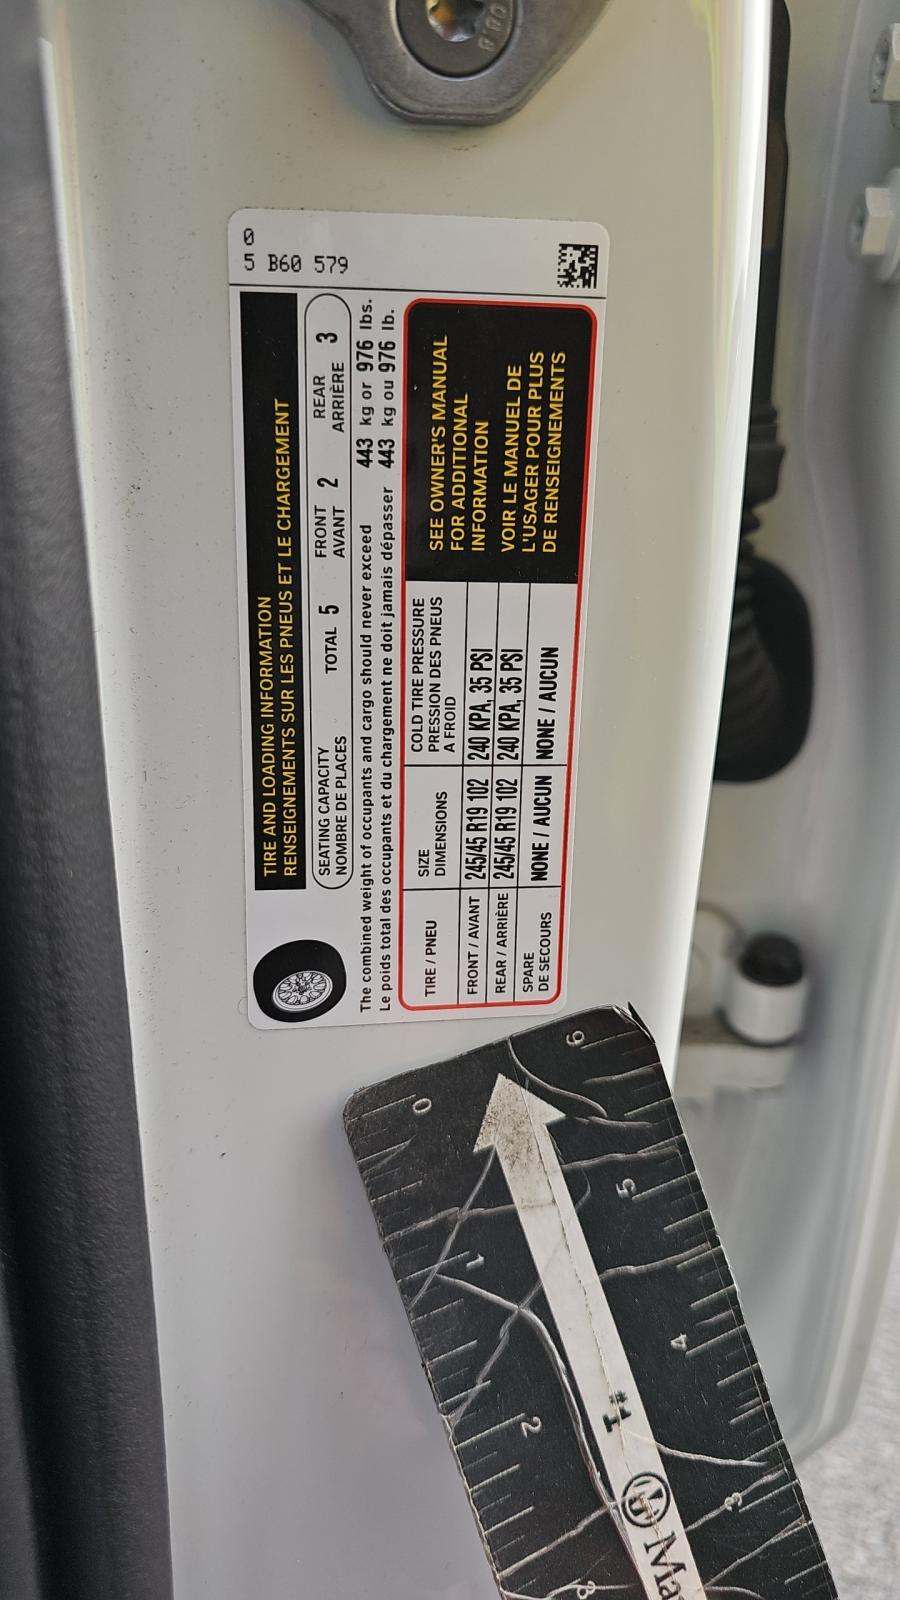 0
5 B60 579
TIRE AND LOADING INFORMATION
RENSEIGNEMENTS SUR LES PNEUS ET LE CHARGEMENT
SEATING CAPACITY
NOMBRE DE PLACES
TOTAL 5
FRONT
AVANT 2
REAR
ARRIÈRE 3
The combined weight of occupants and cargo should never exceed 443 kg or 976 lbs.
Le poids total des occupants et du chargement ne doit jamais dépasser 443 kg ou 976 lb.
TIRE / PNEU
SIZE
DIMENSIONS
COLD TIRE PRESSURE
PRESSION DES PNEUS
A FROID
FRONT / AVANT 245/45 R19 102 240 KPA, 35 PSI
REAR / ARRIÈRE 245/45 R19 102 240 KPA, 35 PSI
SPARE
DE SECOURS NONE / AUCUN NONE / AUCUN
SEE OWNER'S MANUAL
FOR ADDITIONAL
INFORMATION
VOIR LE MANUEL DE
L'USAGER POUR PLUS
DE RENSEIGNEMENTS
0
1
2
3
6
5
4
3
1"
M Ma